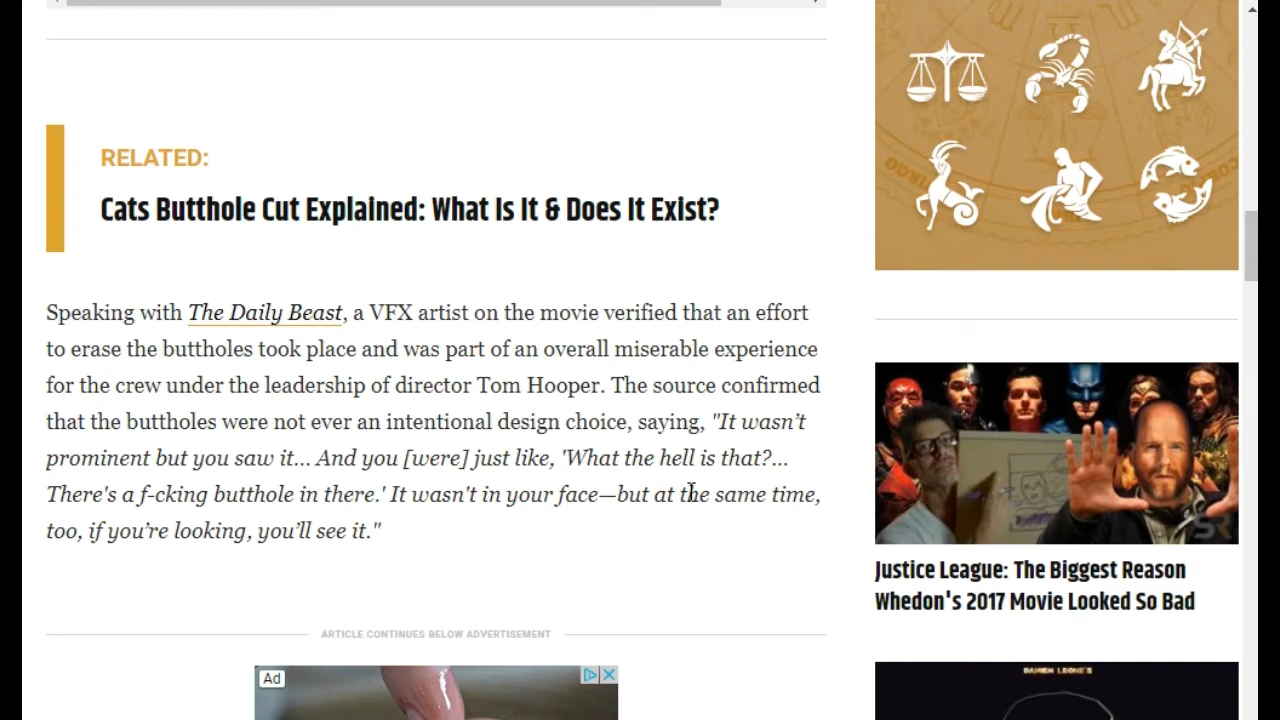 RELATED:
Cats Butthole Cut Explained: What Is It & Does It Exist?
Speaking with The Daily Beast, a VFX artist on the movie verified that an effort
to erase the buttholes took place and was part of an overall miserable experience
for the crew under the leadership of director Tom Hooper. The source confirmed
that the buttholes were not ever an intentional design choice, saying, "It wasn’t
prominent but you saw it... And you [were] just like, 'What the hell is that?...
There's a f-cking butthole in there.' It wasn't in your face—but at the same time,
too, if you’re looking, you’ll see it."
ARTICLE CONTINUES BELOW ADVERTISEMENT
Ad
SR
Justice League: The Biggest Reason
Whedon's 2017 Movie Looked So Bad
DAMIEN LEONE'S